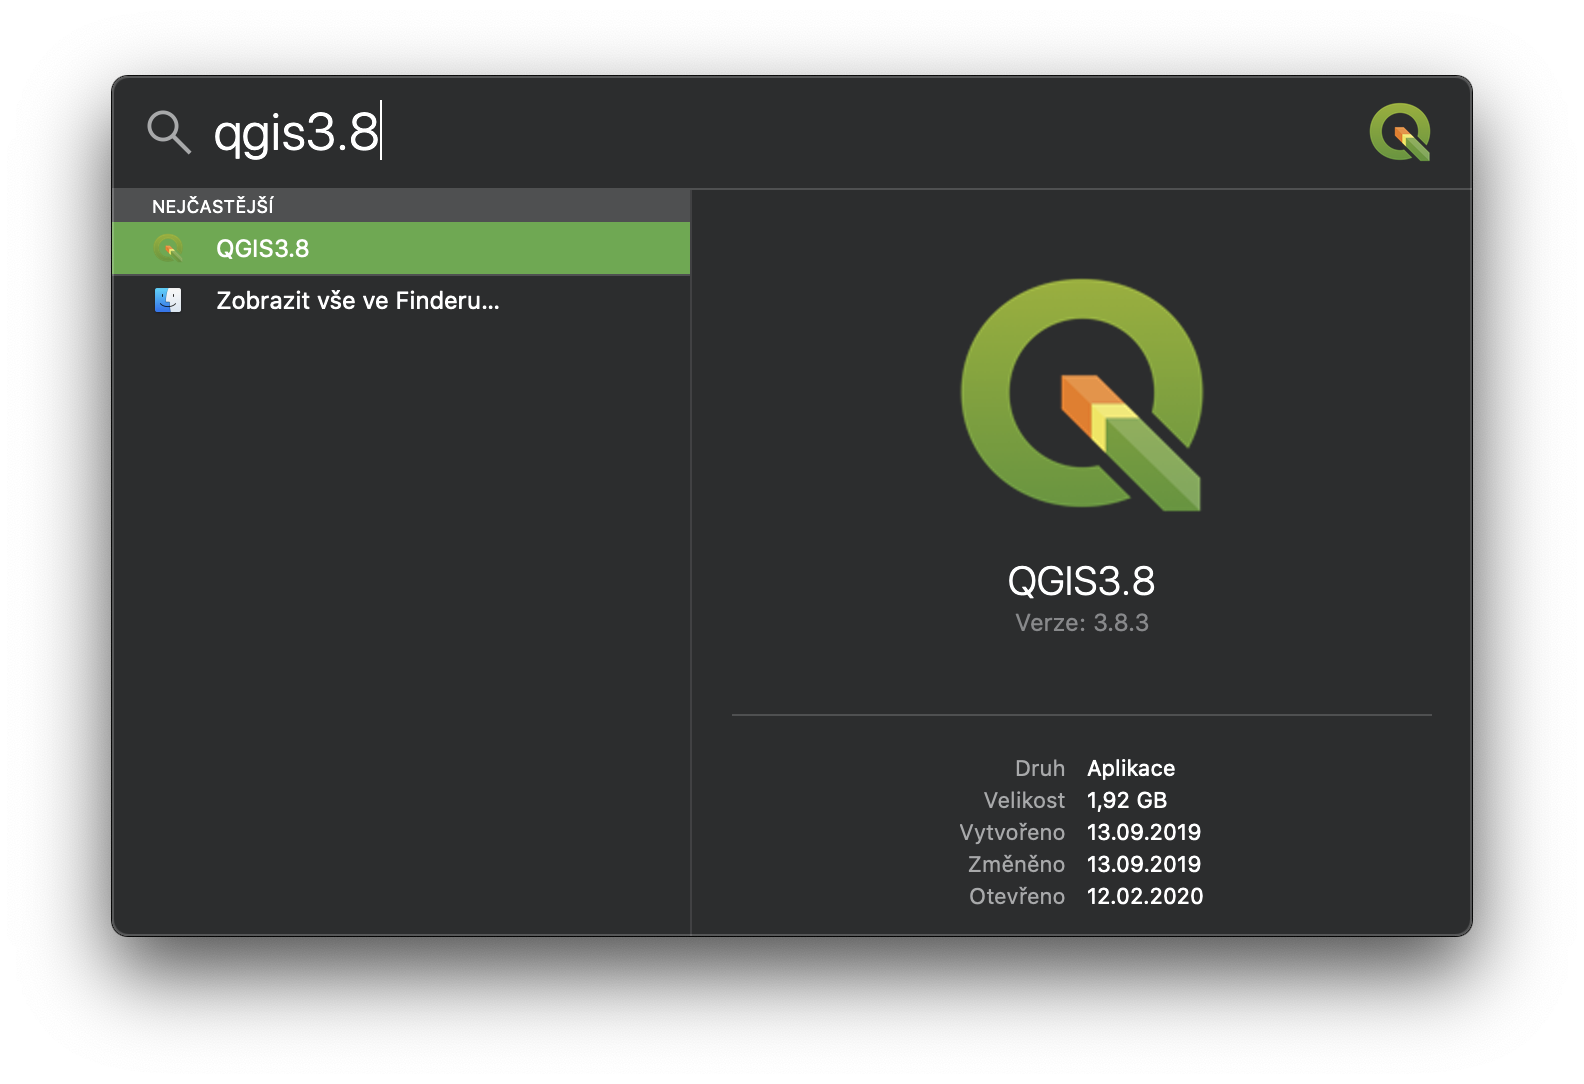 qgis3.8
NEJČASTĚJŠÍ
QGIS3.8
Zobrazit vše ve Finderu...
QGIS3.8
Verze: 3.8.3
Druh Aplikace
Velikost 1,92 GB
Vytvořeno 13.09.2019
Změněno 13.09.2019
Otevřeno 12.02.2020